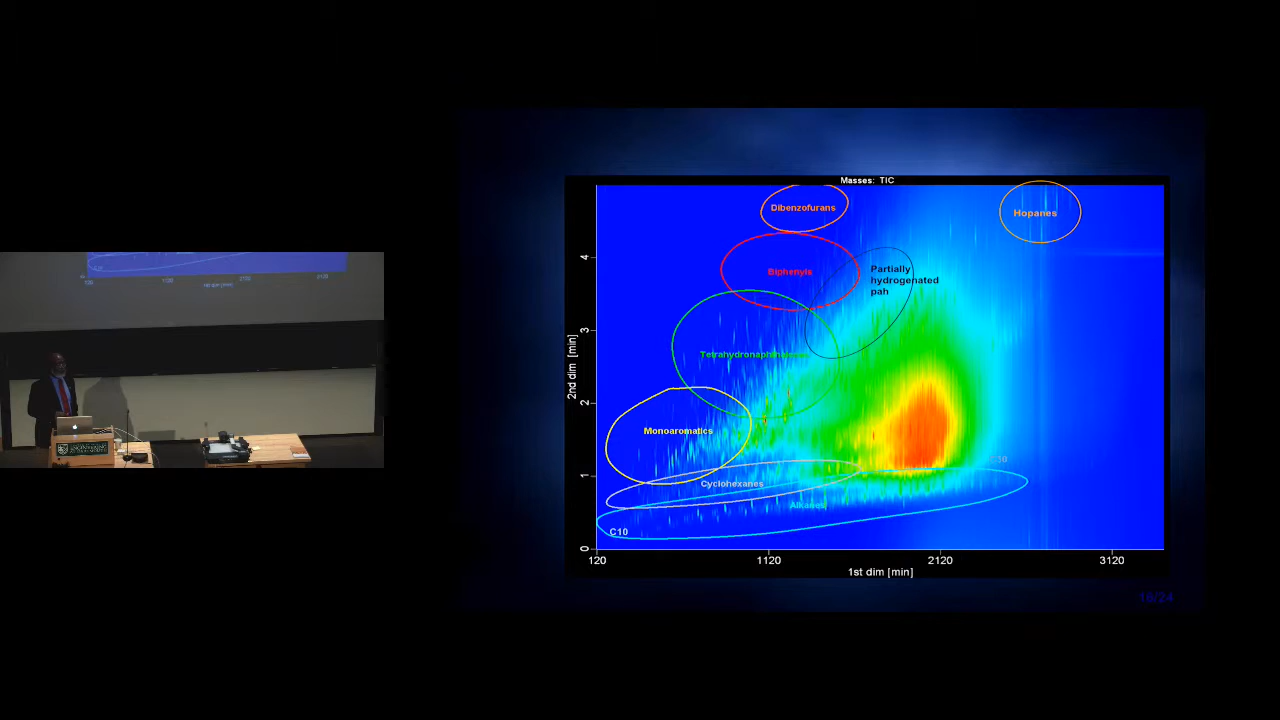 Masses: TIC
Dibenzofurans
Hopanes
Biphenyls
Partially
hydrogenated
pah
Monoaromatics
Cyclohexanes
Alkanes
C30
C10
4
3
2
1
0
2nd dim [min]
120
1120
2120
3120
1st dim [min]